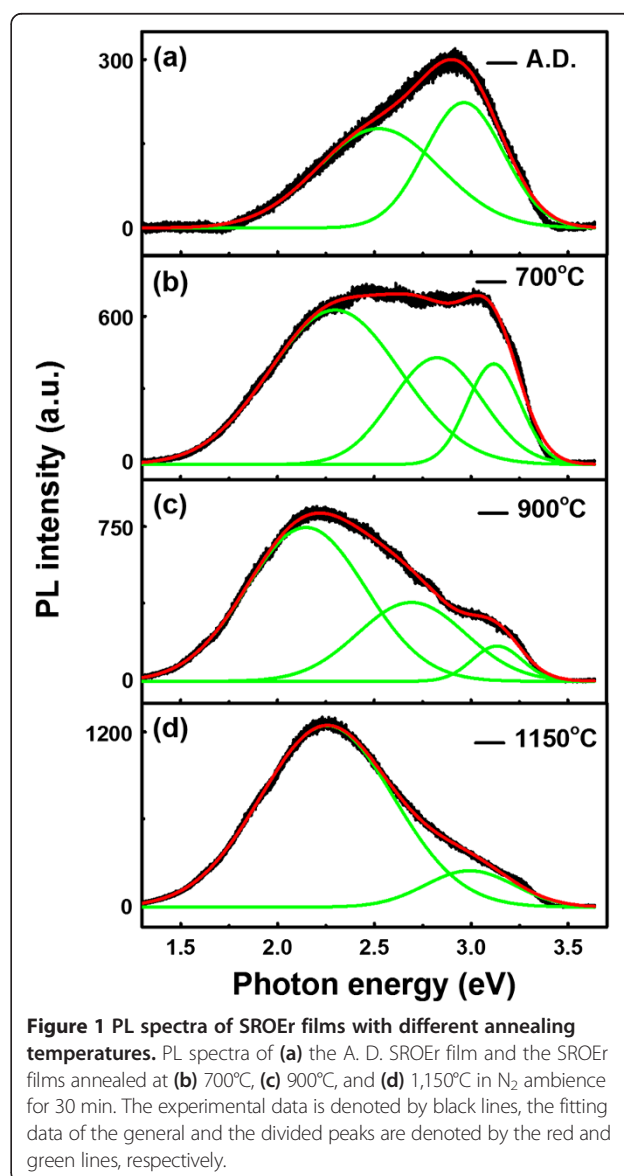 300
(a)
A.D.
0
(b)
700°C
600
0
(c)
900°C
750
0
(d)
1150°C
1200
0
PL intensity (a.u.)
1.5 2.0 2.5 3.0 3.5
Photon energy (eV)
Figure 1 PL spectra of SROEr films with different annealing
temperatures. PL spectra of (a) the A. D. SROEr film and the SROEr
films annealed at (b) 700°C, (c) 900°C, and (d) 1,150°C in N₂ ambience
for 30 min. The experimental data is denoted by black lines, the fitting
data of the general and the divided peaks are denoted by the red and
green lines, respectively.